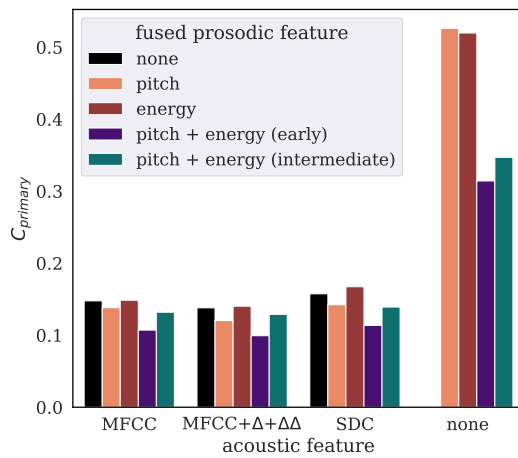 fused prosodic feature
none
pitch
energy
pitch + energy (early)
pitch + energy (intermediate)
C_primary
0.5
0.4
0.3
0.2
0.1
0.0
MFCC
MFCC+Δ+ΔΔ
SDC
none
acoustic feature